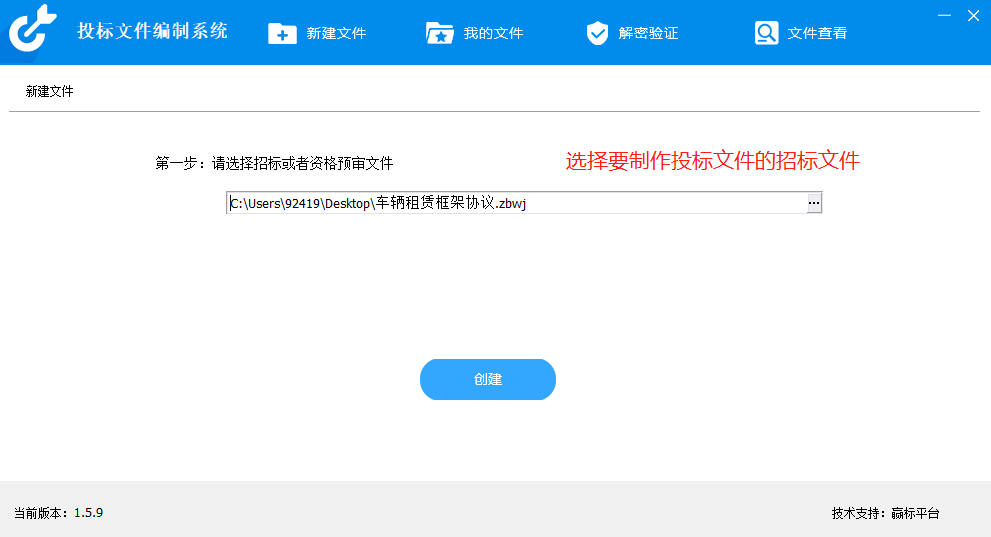 投标文件编制系统
新建文件
我的文件
解密验证
文件查看
新建文件
第一步：请选择招标或者资格预审文件
选择要制作投标文件的招标文件
C:\Users\92419\Desktop\车辆租赁框架协议.zbwj
...
创建
当前版本：1.5.9
技术支持：赢标平台